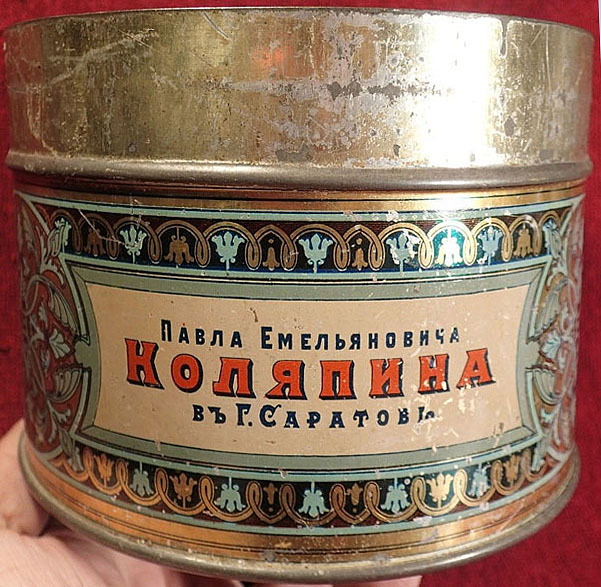 Павла Емельяновича
Коляпина
въ Г. Саратовѣ